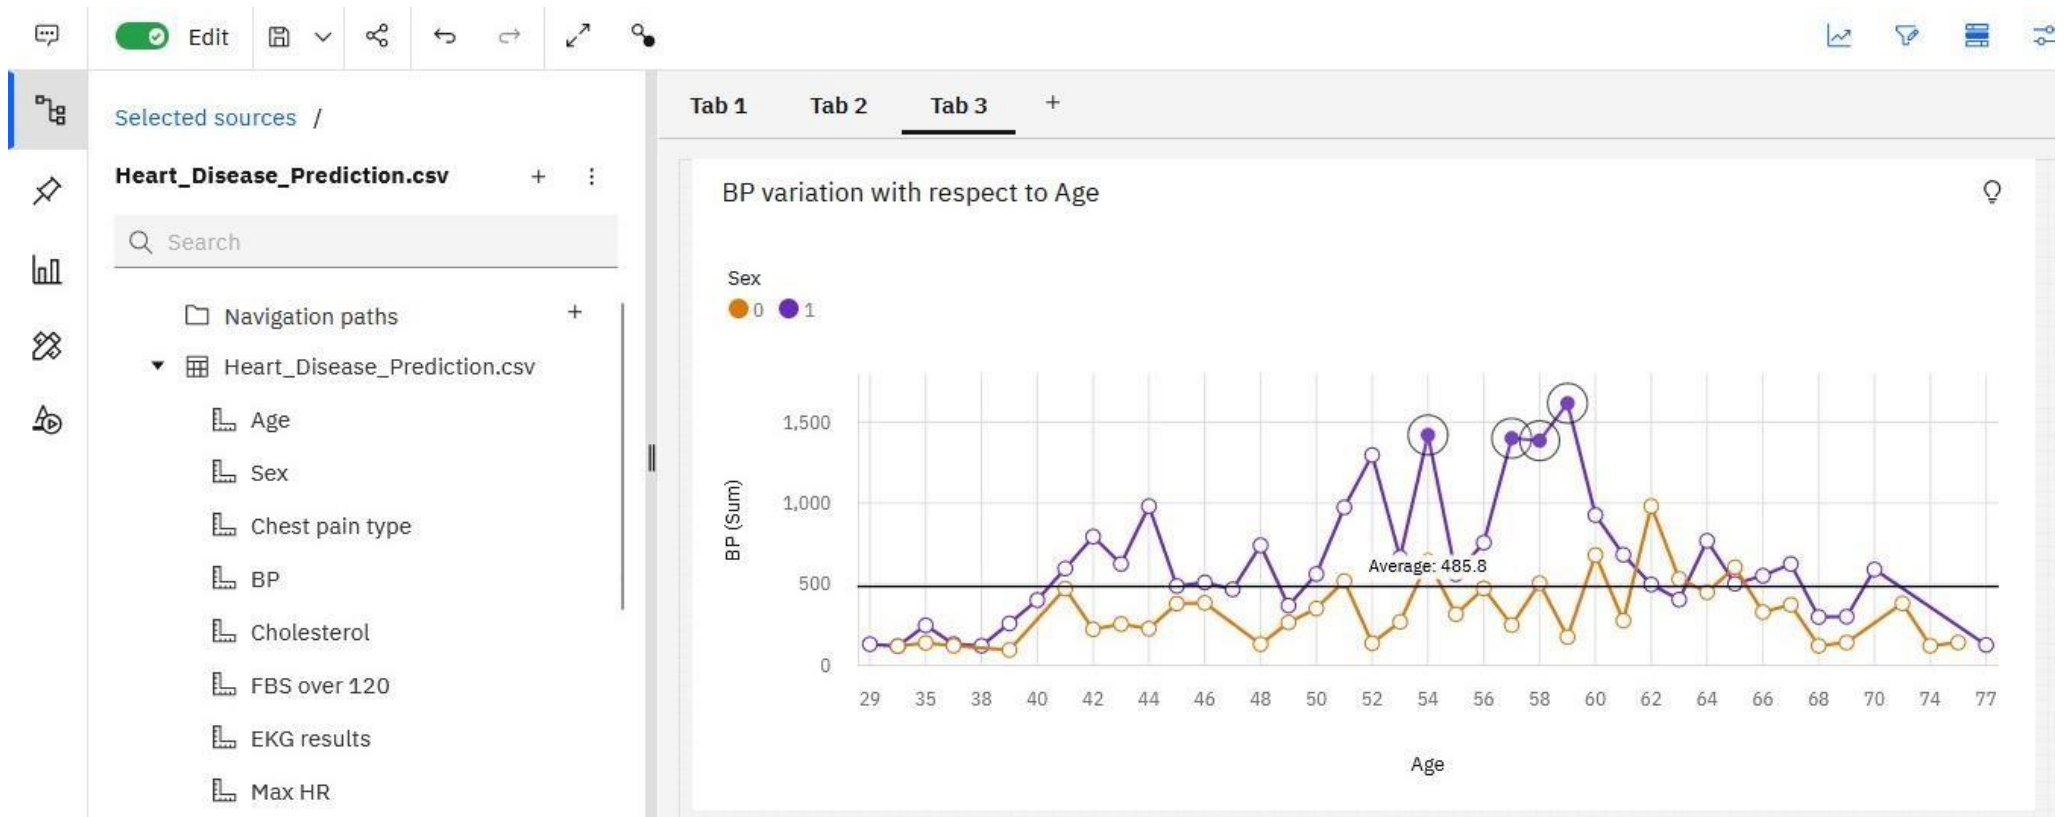 Edit
Selected sources /
Heart_Disease_Prediction.csv
Search
Navigation paths
Heart_Disease_Prediction.csv
Age
Sex
Chest pain type
BP
Cholesterol
FBS over 120
EKG results
Max HR
Tab 1 Tab 2 Tab 3 +
BP variation with respect to Age
Sex
0 1
BP (Sum)
1,500
1,000
500
0
Average: 485.8
29 35 38 40 42 44 46 48 50 52 54 56 58 60 62 64 66 68 70 74 77
Age